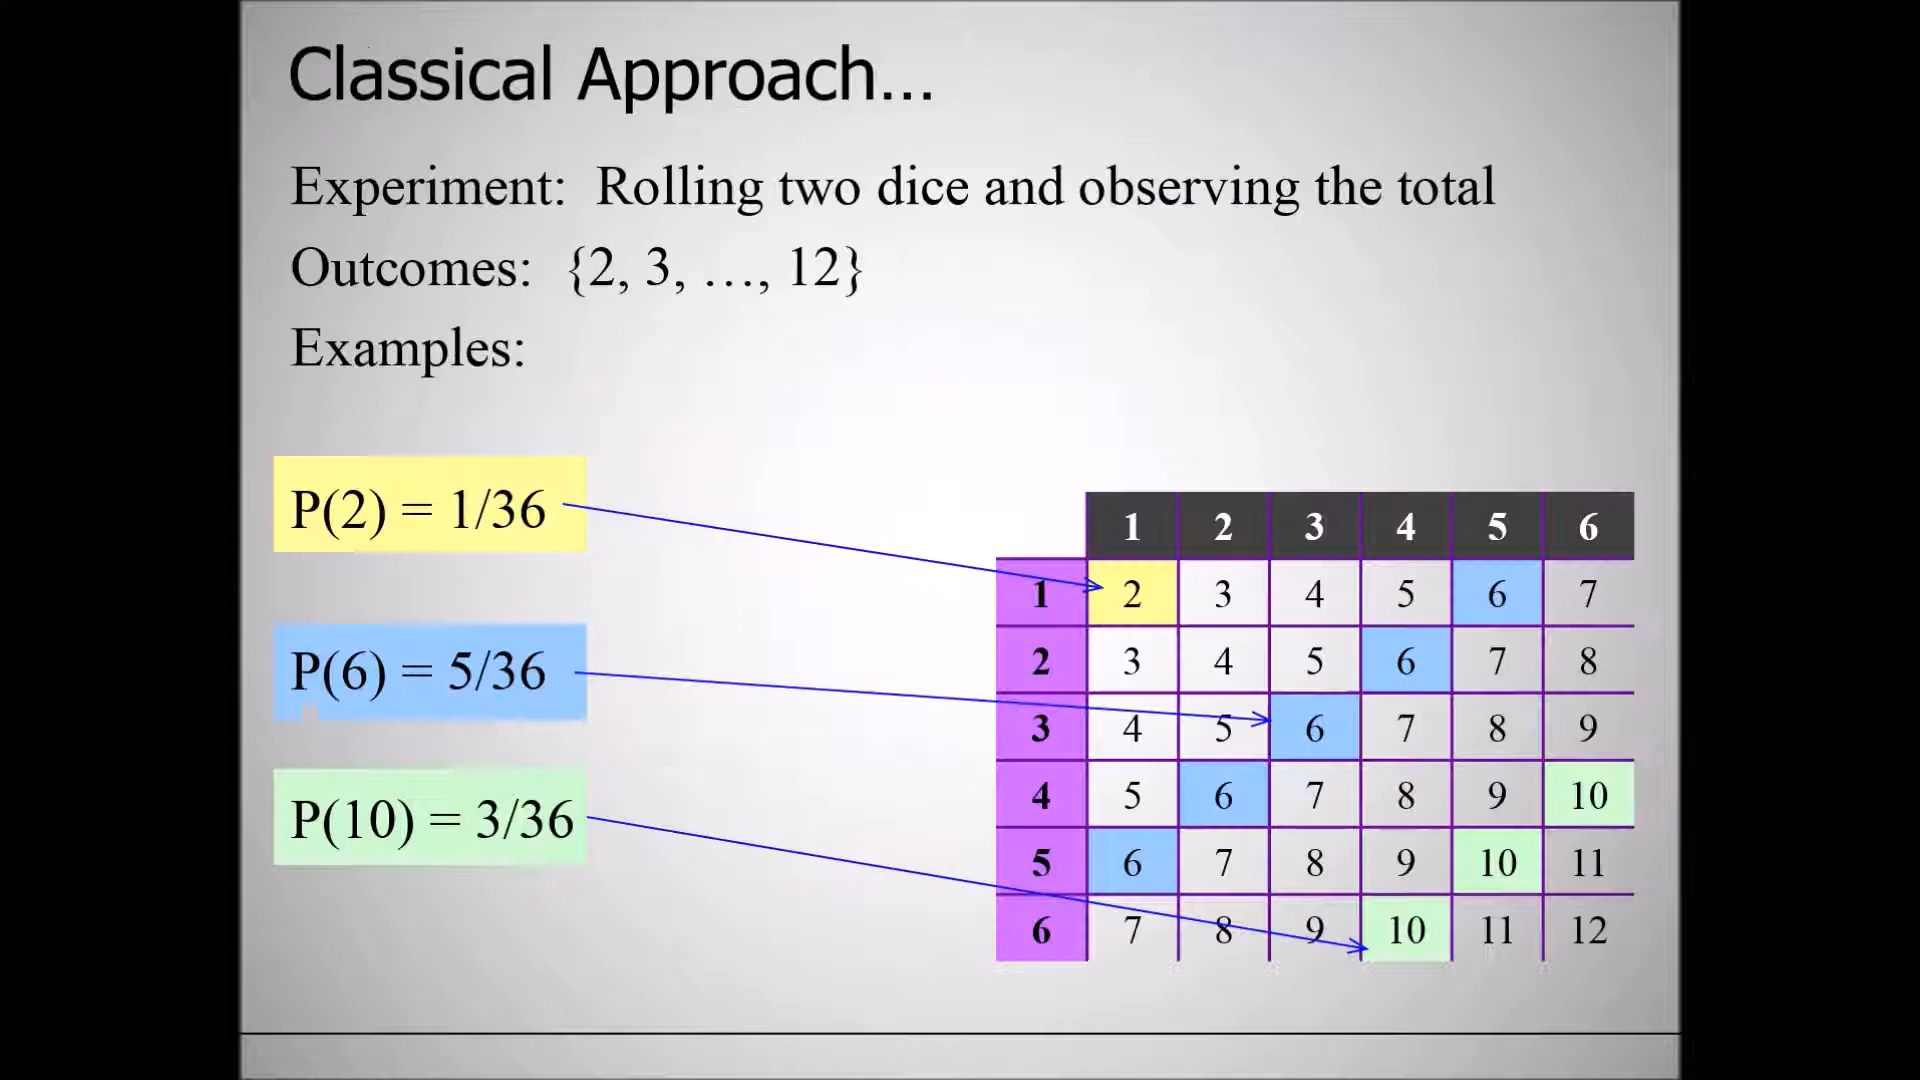 Classical Approach…
Experiment: Rolling two dice and observing the total
Outcomes: {2, 3, …, 12}
Examples:
P(2) = 1/36
P(6) = 5/36
P(10) = 3/36
1 2 3 4 5 6
1 2 3 4 5 6 7
2 3 4 5 6 7 8
3 4 5 6 7 8 9
4 5 6 7 8 9 10
5 6 7 8 9 10 11
6 7 8 9 10 11 12